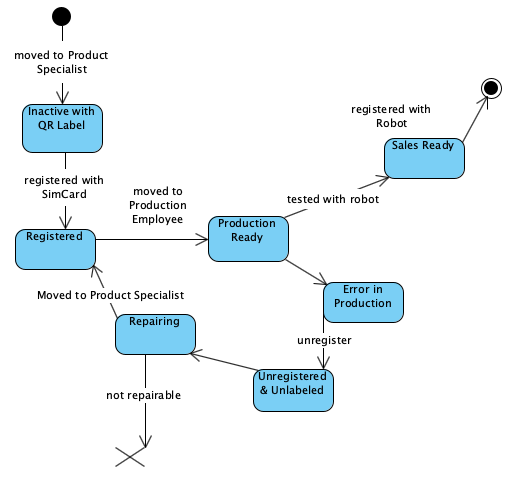 moved to Product
Specialist
Inactive with
QR Label
registered with
SimCard
Registered
moved to
Production
Employee
Production
Ready
tested with robot
registered with
Robot
Sales Ready
Error in
Production
unregister
Unregistered
& Unlabeled
Moved to Product Specialist
Repairing
not repairable